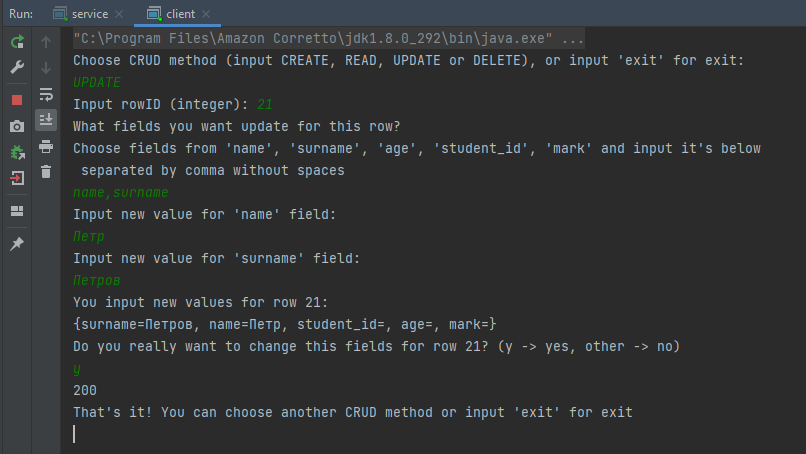 Run: service × client ×
"C:\Program Files\Amazon Corretto\jdk1.8.0_292\bin\java.exe" ...
Choose CRUD method (input CREATE, READ, UPDATE or DELETE), or input 'exit' for exit:
UPDATE
Input rowID (integer): 21
What fields you want update for this row?
Choose fields from 'name', 'surname', 'age', 'student_id', 'mark' and input it's below
separated by comma without spaces
name,surname
Input new value for 'name' field:
Петр
Input new value for 'surname' field:
Петров
You input new values for row 21:
{surname=Петров, name=Петр, student_id=, age=, mark=}
Do you really want to change this fields for row 21? (y -> yes, other -> no)
y
200
That's it! You can choose another CRUD method or input 'exit' for exit